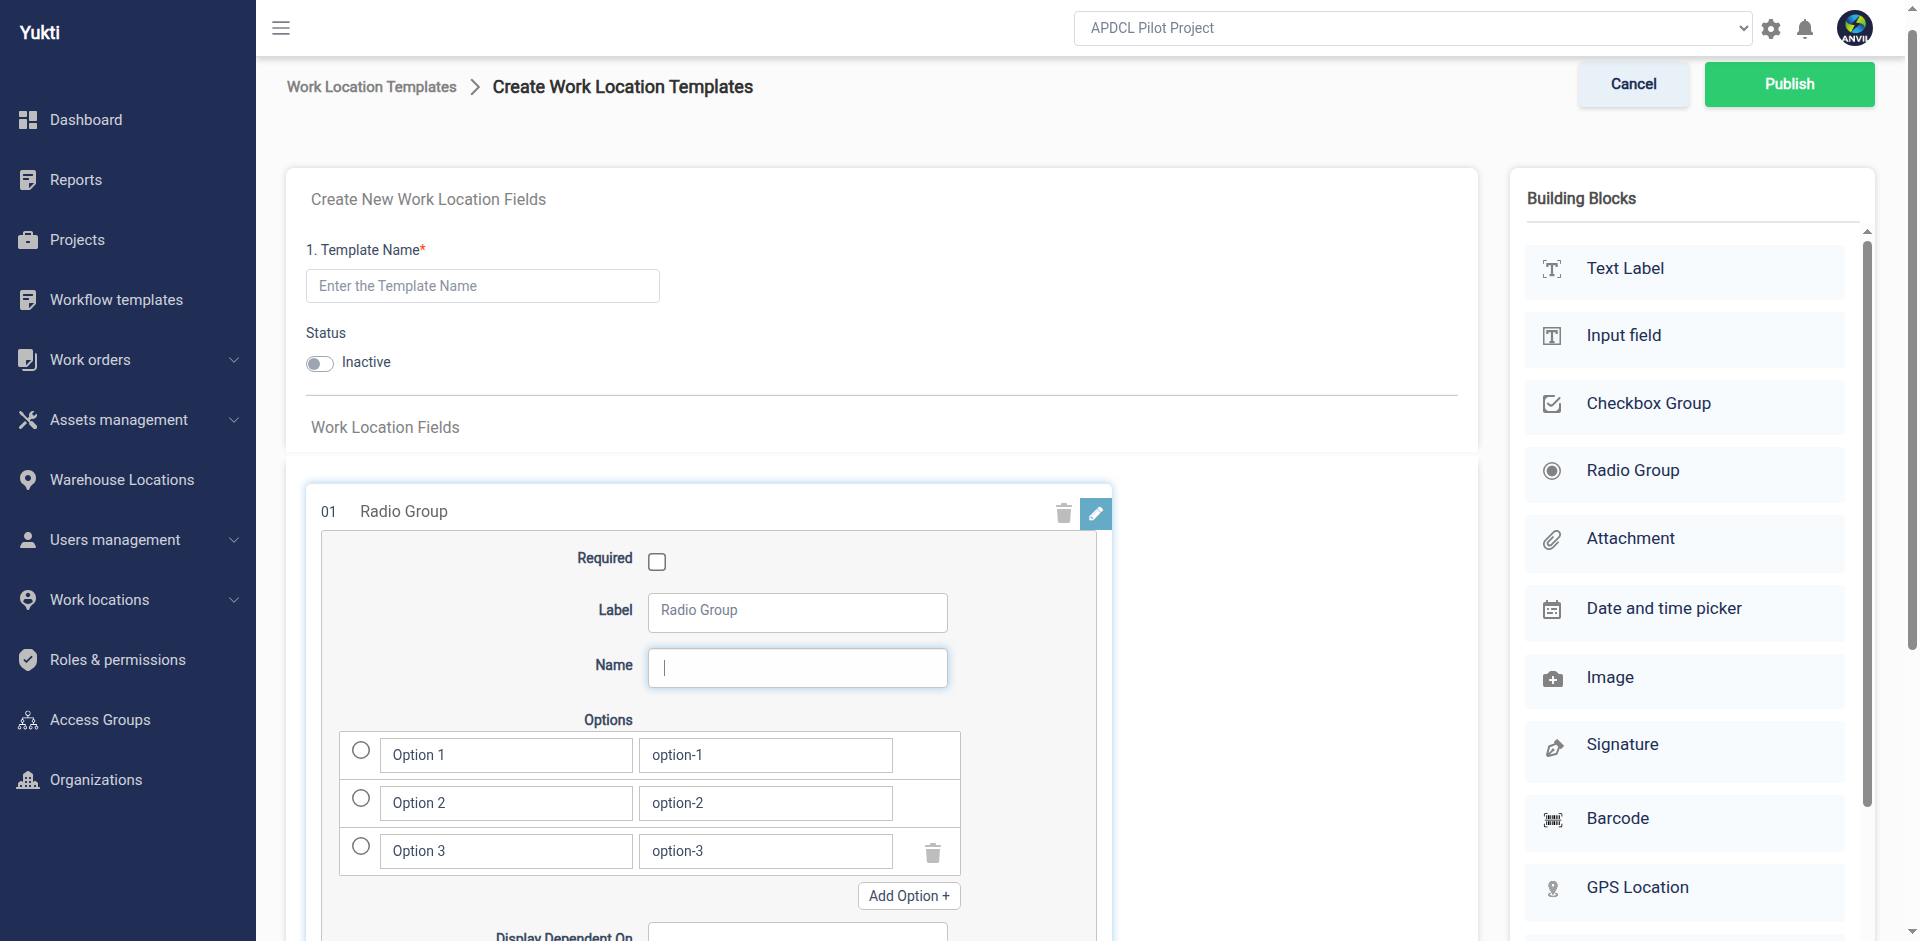 Yukti
APDCL Pilot Project
ANVIL
Work Location Templates
Create Work Location Templates
Cancel
Publish
Dashboard
Reports
Projects
Workflow templates
Work orders
Assets management
Warehouse Locations
Users management
Work locations
Roles & permissions
Access Groups
Organizations
Create New Work Location Fields
1. Template Name*
Enter the Template Name
Status
Inactive
Work Location Fields
01 Radio Group
Required
Label Radio Group
Name
Options
Option 1 option-1
Option 2 option-2
Option 3 option-3
Add Option +
Display Dependent On
Building Blocks
Text Label
Input field
Checkbox Group
Radio Group
Attachment
Date and time picker
Image
Signature
Barcode
GPS Location